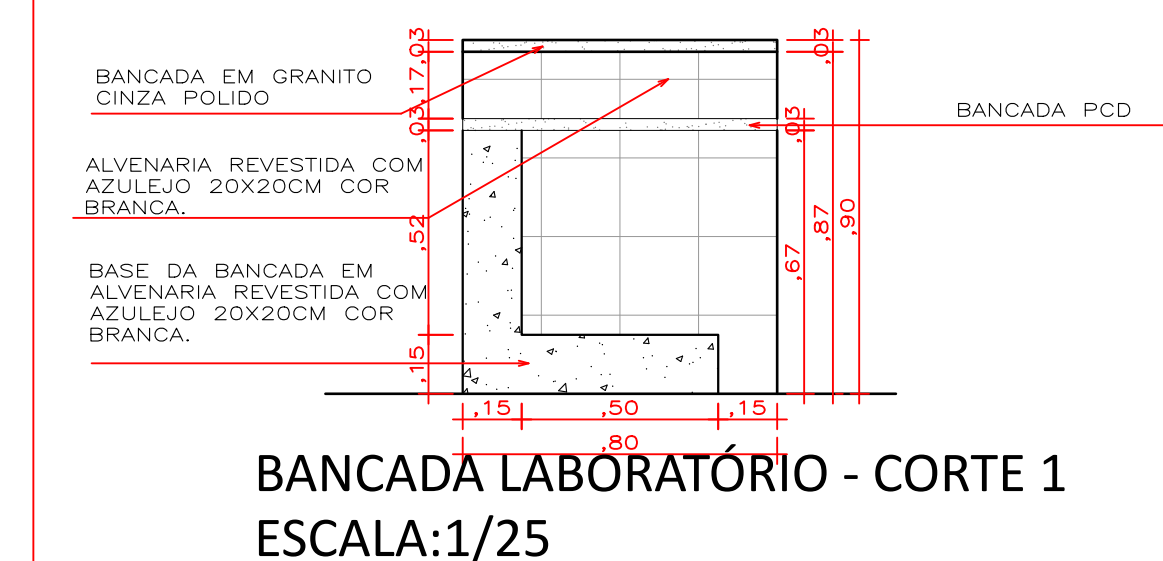 BANCADA EM GRANITO
CINZA POLIDO
ALVENARIA REVESTIDA COM
AZULEJO 20X20CM COR
BRANCA.
BASE DA BANCADA EM
ALVENARIA REVESTIDA COM
AZULEJO 20X20CM COR
BRANCA.
BANCADA PCD
,03
,17
,03
,52
,15
,03
,03
,67
,87
,90
,15 ,50 ,15
,80
BANCADA LABORATÓRIO - CORTE 1
ESCALA:1/25